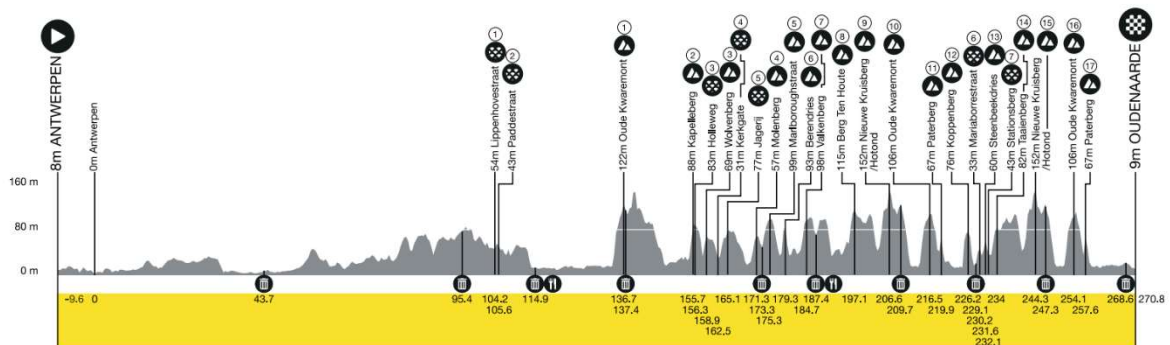 8m ANTWERPEN
0m Antwerpen
1
54m Lippenhovestraat
2
43m Paddestraat
1
122m Oude Kwaremont
2
88m Kapelleberg
3
83m Holleweg
3
69m Wolvenberg
4
31m Kerkgate
5
77m Jagerij
4
57m Molenberg
5
99m Marlboroughstraat
6
93m Berendries
7
98m Valkenberg
8
115m Berg Ten Houte
9
152m Nieuwe Kruisberg
/Hotond
10
106m Oude Kwaremont
11
67m Paterberg
12
76m Koppenberg
6
33m Mariaborrestraat
13
60m Steenbeekdries
7
43m Stationsberg
14
82m Taaienberg
15
152m Nieuwe Kruisberg
/Hotond
16
106m Oude Kwaremont
17
67m Paterberg
9m OUDENAARDE
160 m
80 m
0 m
-9.6 0 43.7 95.4 104.2 114.9 136.7 155.7 165.1 171.3 179.3 187.4 197.1 206.6 216.5 226.2 234 244.3 254.1 268.6 270.8
105.6 137.4 156.3 173.3 184.7 209.7 219.9 229.1 247.3 257.6
158.9 175.3 230.2
162.5 231.6
232.1